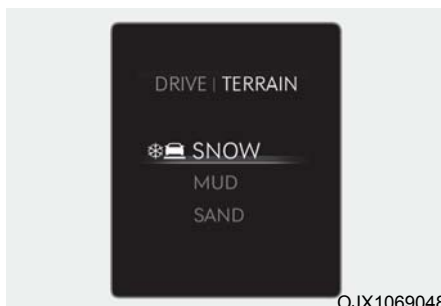 DRIVE | TERRAIN
SNOW
MUD
SAND
OJX1069048